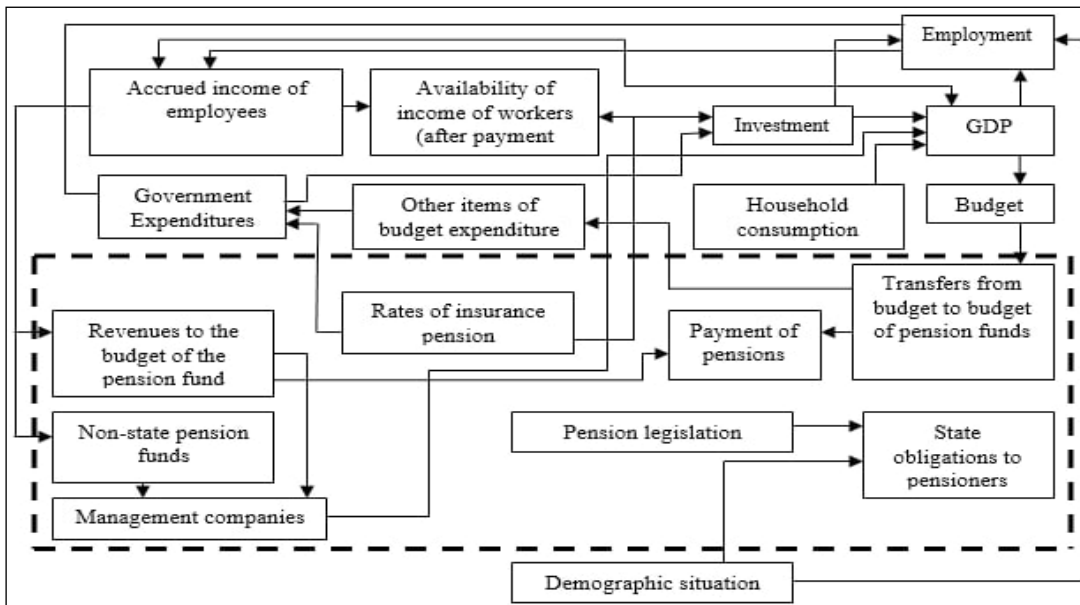 Employment
Accrued income of
employees
Availability of
income of workers
(after payment
Investment
GDP
Government
Expenditures
Other items of
budget expenditure
Household
consumption
Budget
Transfers from
budget to budget
of pension funds
Rates of insurance
pension
Revenues to the
budget of the
pension fund
Payment of
pensions
Non-state pension
funds
Pension legislation
State
obligations to
pensioners
Management companies
Demographic situation